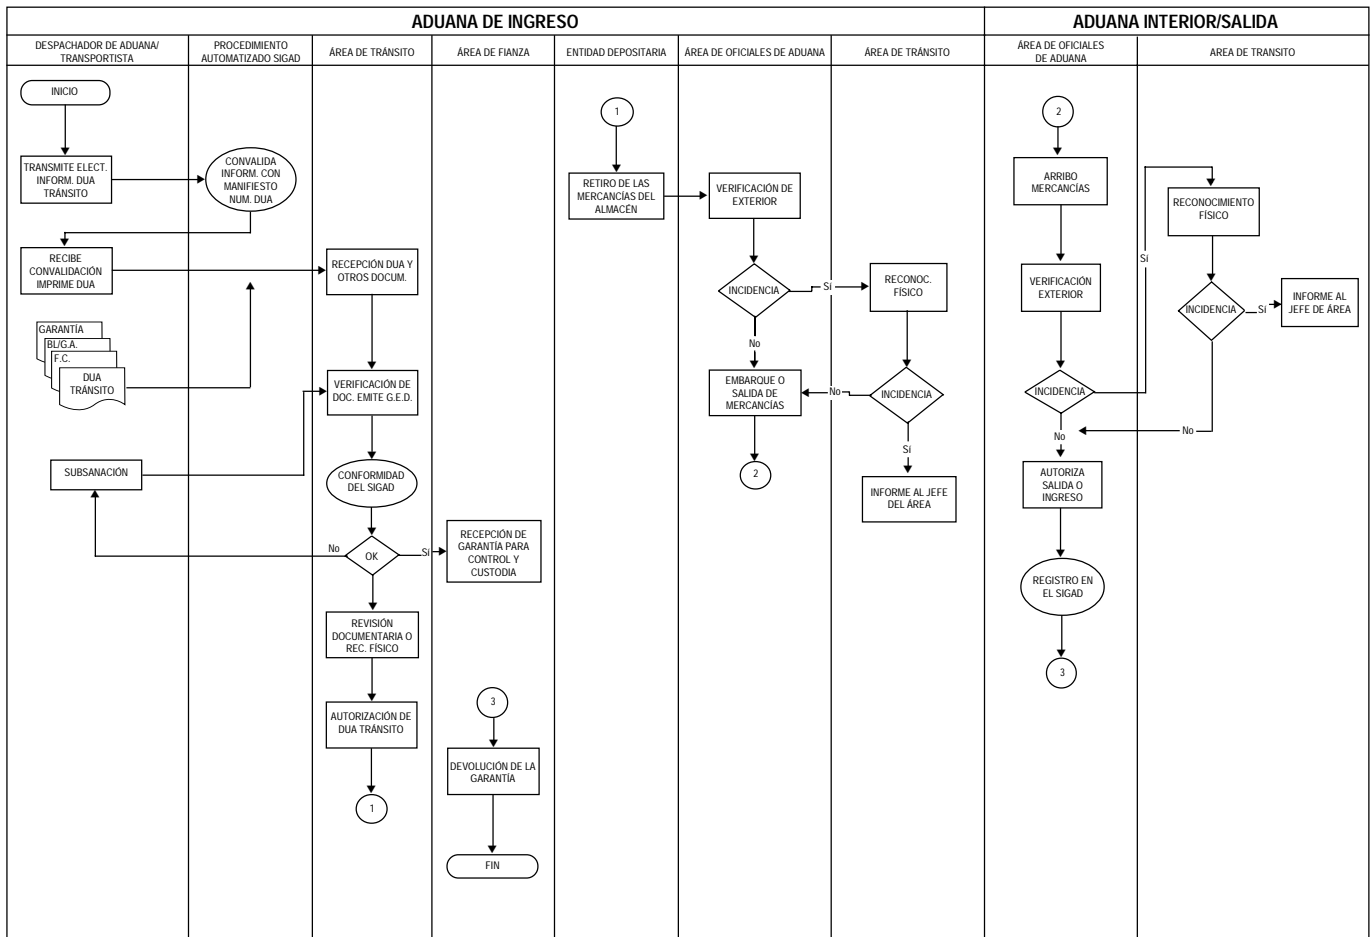 ADUANA DE INGRESO
ADUANA INTERIOR/SALIDA
DESPACHADOR DE ADUANA/
TRANSPORTISTA
PROCEDIMIENTO
AUTOMATIZADO SIGAD
ÁREA DE TRÁNSITO
ÁREA DE FIANZA
ENTIDAD DEPOSITARIA
ÁREA DE OFICIALES DE ADUANA
ÁREA DE TRÁNSITO
ÁREA DE OFICIALES
DE ADUANA
AREA DE TRANSITO
INICIO
TRANSMITE ELECT.
INFORM. DUA
TRÁNSITO
CONVALIDA
INFORM. CON
MANIFIESTO
NUM. DUA
RECIBE
CONVALIDACIÓN
IMPRIME DUA
RECEPCIÓN DUA Y
OTROS DOCUM.
GARANTÍA
BL/G.A.
F.C.
DUA
TRÁNSITO
VERIFICACIÓN DE
DOC. EMITE G.E.D.
SUBSANACIÓN
CONFORMIDAD
DEL SIGAD
No
OK
Sí
RECEPCIÓN DE
GARANTÍA PARA
CONTROL Y
CUSTODIA
REVISIÓN
DOCUMENTARIA O
REC. FÍSICO
AUTORIZACIÓN DE
DUA TRÁNSITO
1
3
DEVOLUCIÓN DE LA
GARANTÍA
FIN
1
RETIRO DE LAS
MERCANCÍAS DEL
ALMACÉN
VERIFICACIÓN DE
EXTERIOR
INCIDENCIA
Sí
No
RECONOC.
FÍSICO
EMBARQUE O
SALIDA DE
MERCANCÍAS
No
INCIDENCIA
Sí
2
INFORME AL JEFE
DEL ÁREA
2
ARRIBO
MERCANCÍAS
VERIFICACIÓN
EXTERIOR
INCIDENCIA
Sí
No
RECONOCIMIENTO
FÍSICO
INCIDENCIA
Sí
INFORME AL
JEFE DE ÁREA
No
AUTORIZA
SALIDA O
INGRESO
REGISTRO EN
EL SIGAD
3